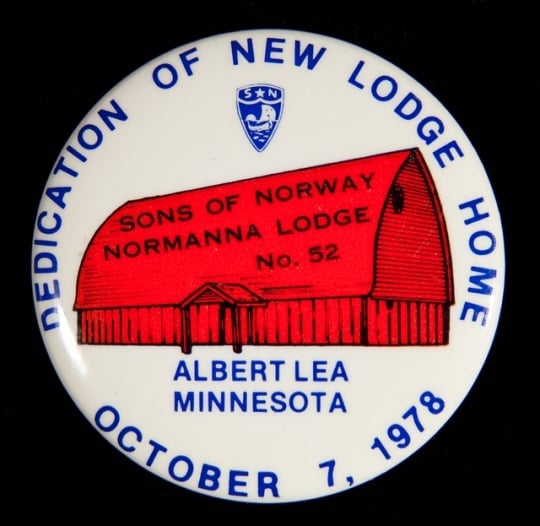 DEDICATION OF NEW LODGE HOME
S ★ N
SONS OF NORWAY
NORMANNA LODGE
No. 52
ALBERT LEA
MINNESOTA
OCTOBER 7, 1978